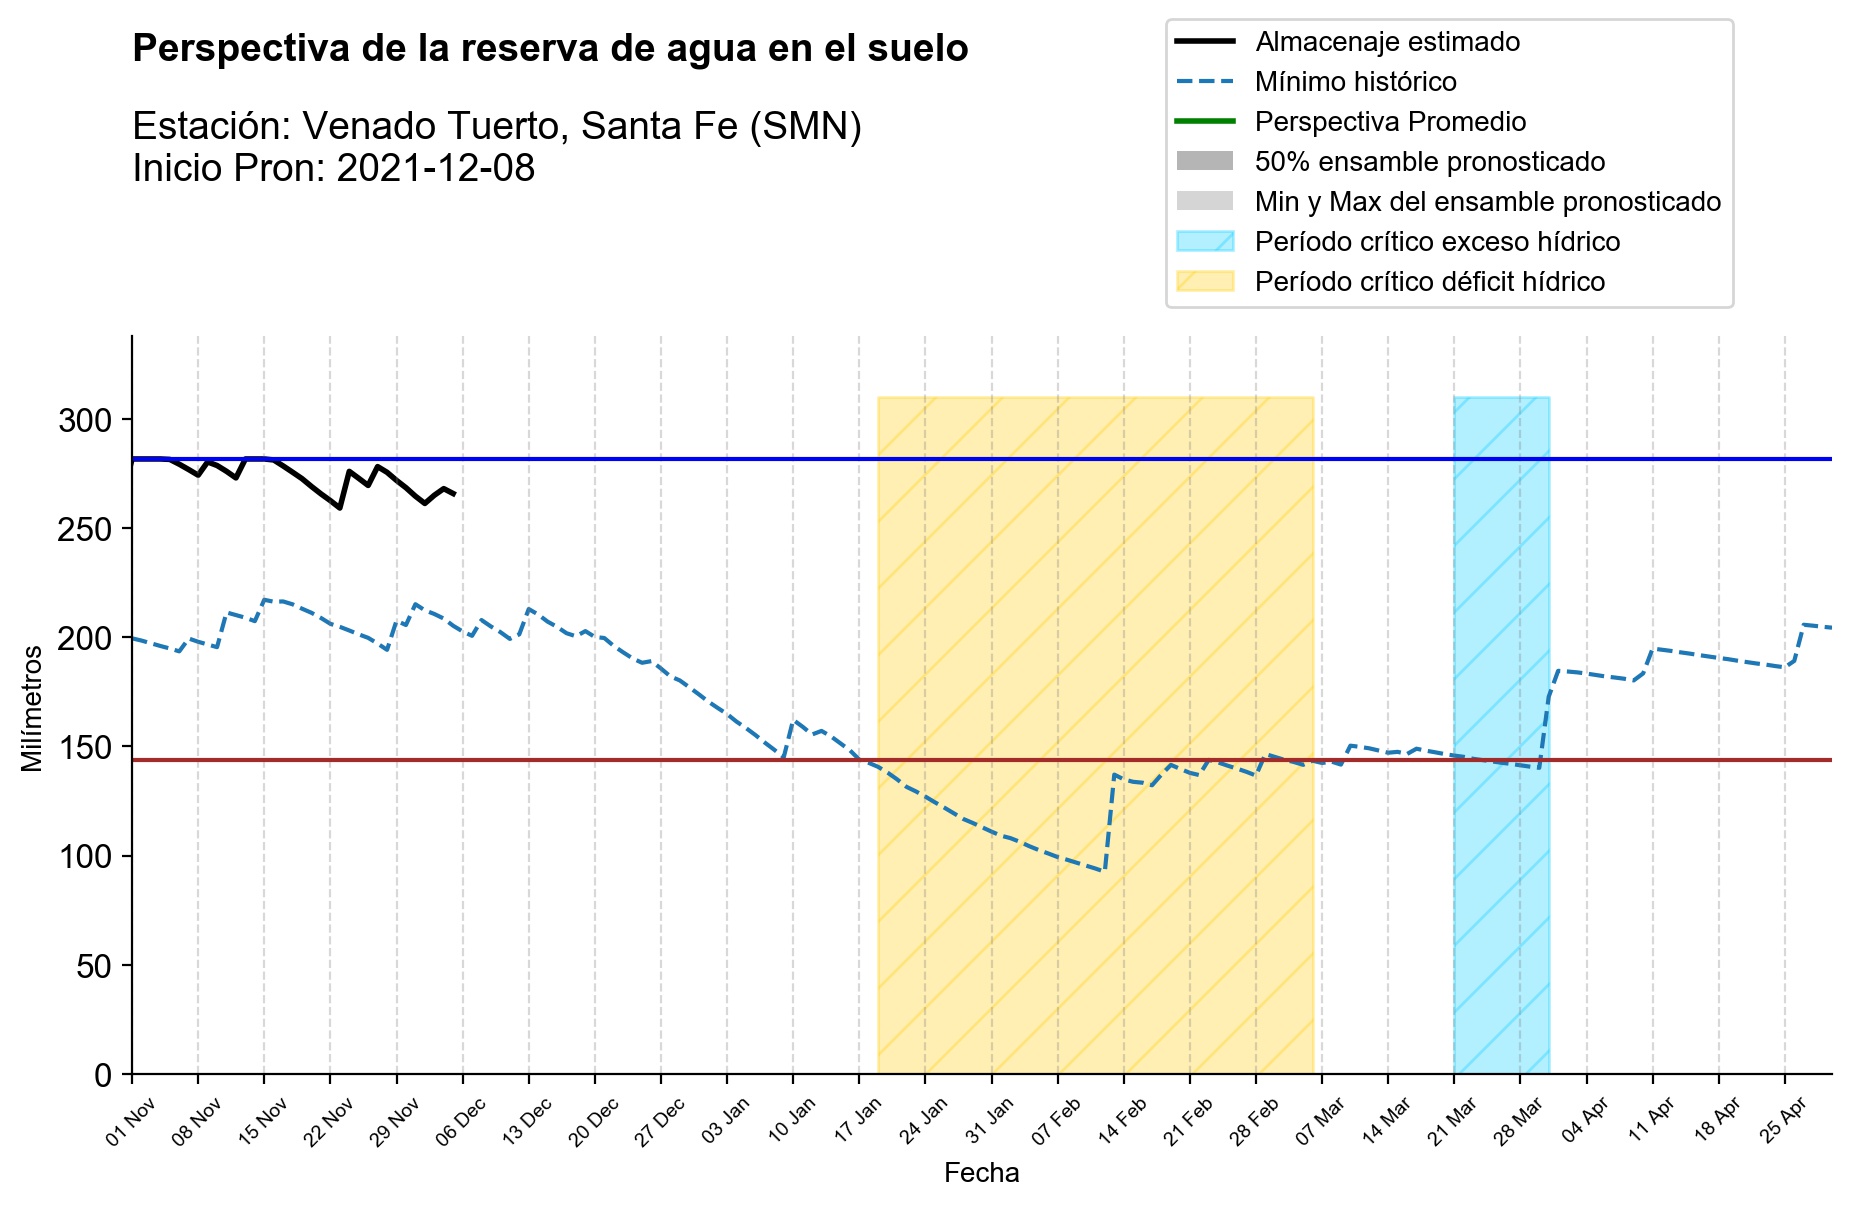 Perspectiva de la reserva de agua en el suelo
Estación: Venado Tuerto, Santa Fe (SMN)
Inicio Pron: 2021-12-08
Almacenaje estimado
Mínimo histórico
Perspectiva Promedio
50% ensamble pronosticado
Min y Max del ensamble pronosticado
Período crítico exceso hídrico
Período crítico déficit hídrico
300
250
200
150
100
50
0
Milímetros
01 Nov
08 Nov
15 Nov
22 Nov
29 Nov
06 Dec
13 Dec
20 Dec
27 Dec
03 Jan
10 Jan
17 Jan
24 Jan
31 Jan
07 Feb
14 Feb
21 Feb
28 Feb
07 Mar
14 Mar
21 Mar
28 Mar
04 Apr
11 Apr
18 Apr
25 Apr
Fecha